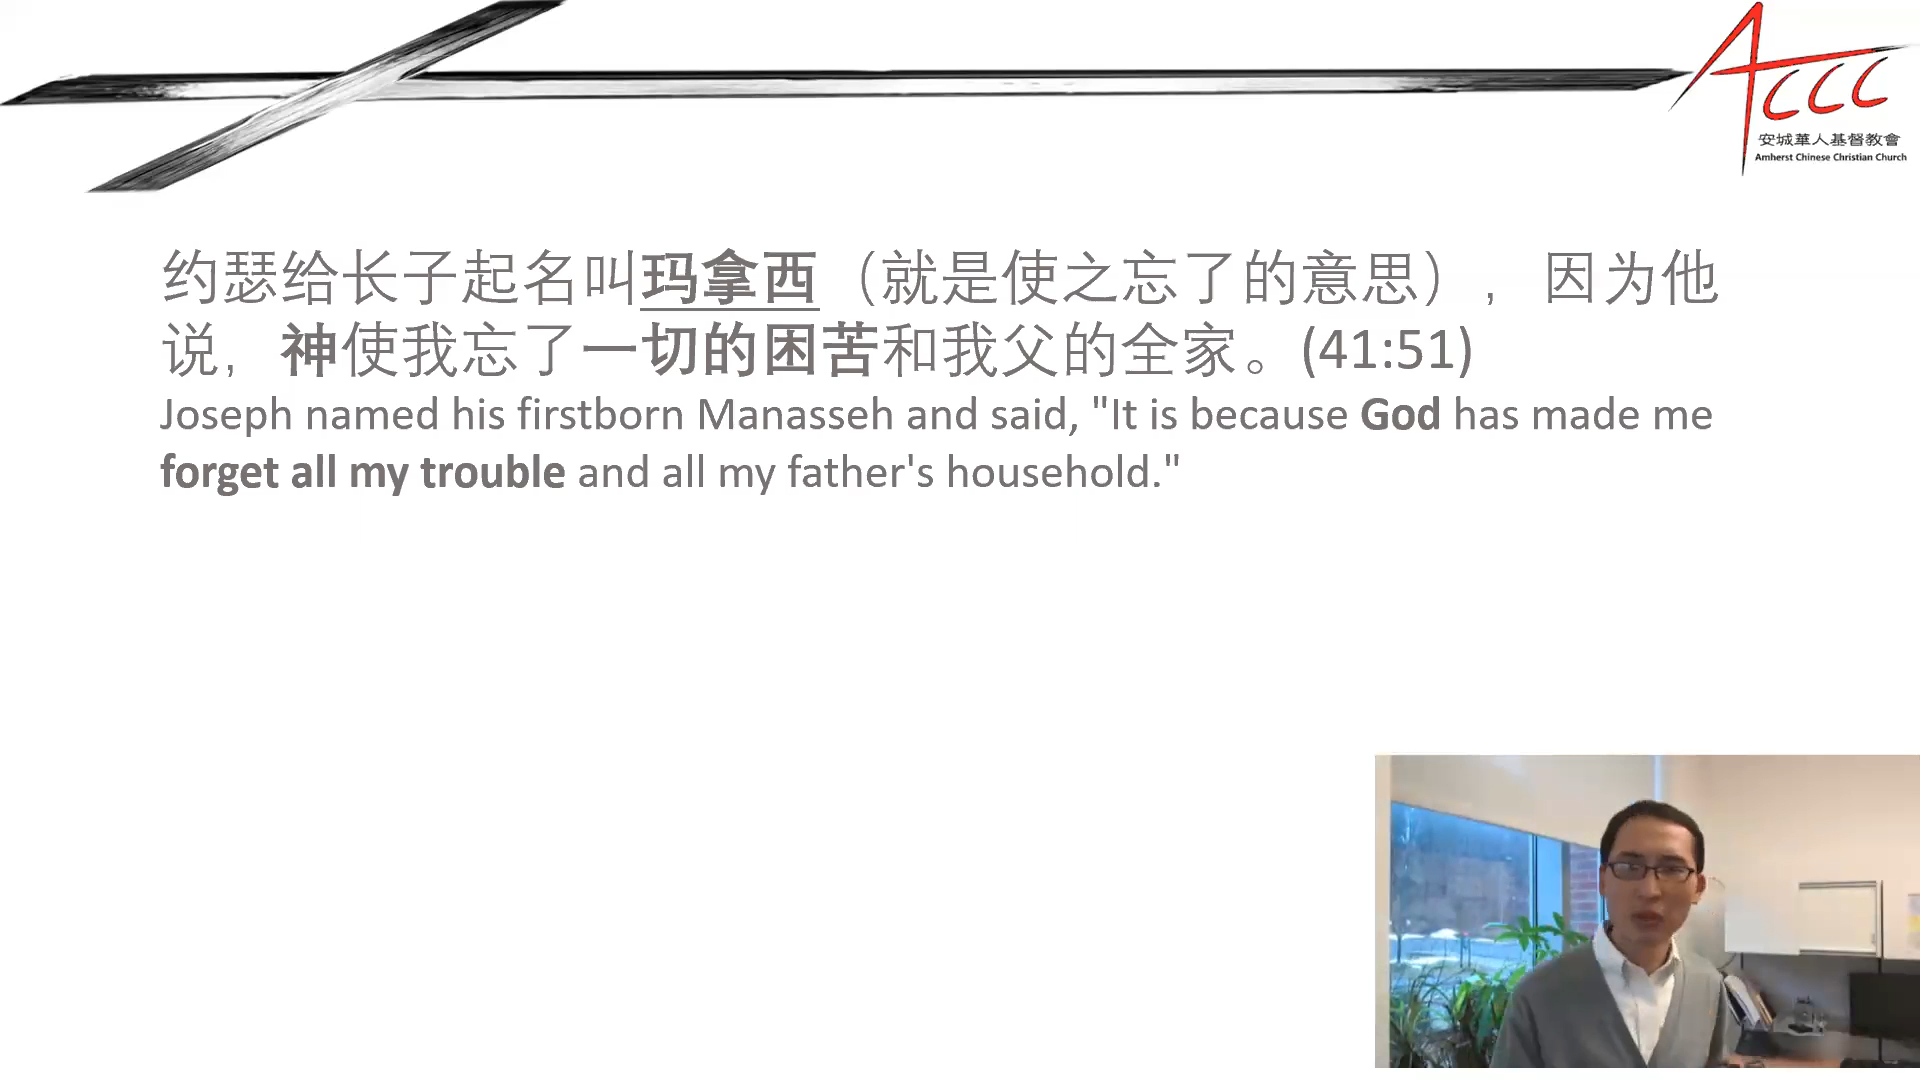 ACCC
安城華人基督教會
Amherst Chinese Christian Church
约瑟给长子起名叫玛拿西（就是使之忘了的意思），因为他
说，神使我忘了一切的困苦和我父的全家。(41:51)
Joseph named his firstborn Manasseh and said, "It is because God has made me
forget all my trouble and all my father's household."